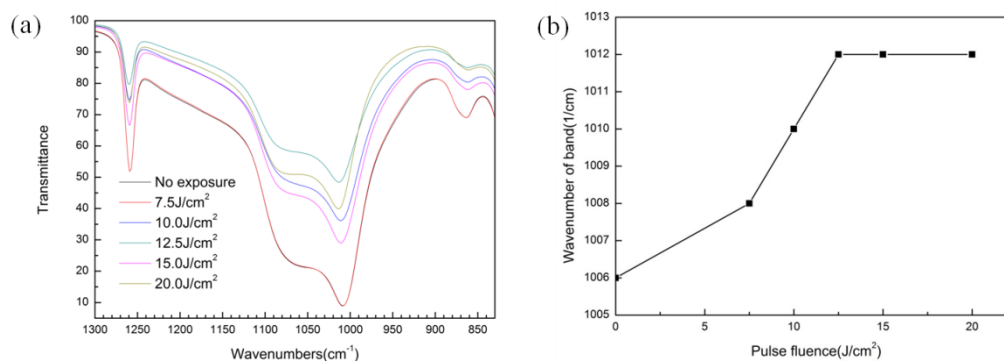 (a)
Transmittance
100
90
80
70
60
50
40
30
20
10
No exposure
7.5J/cm²
10.0J/cm²
12.5J/cm²
15.0J/cm²
20.0J/cm²
1300 1250 1200 1150 1100 1050 1000 950 900 850
Wavenumbers(cm⁻¹)
(b)
Wavenumber of band(1/cm)
1013
1012
1011
1010
1009
1008
1007
1006
1005
0 5 10 15 20
Pulse fluence(J/cm²)